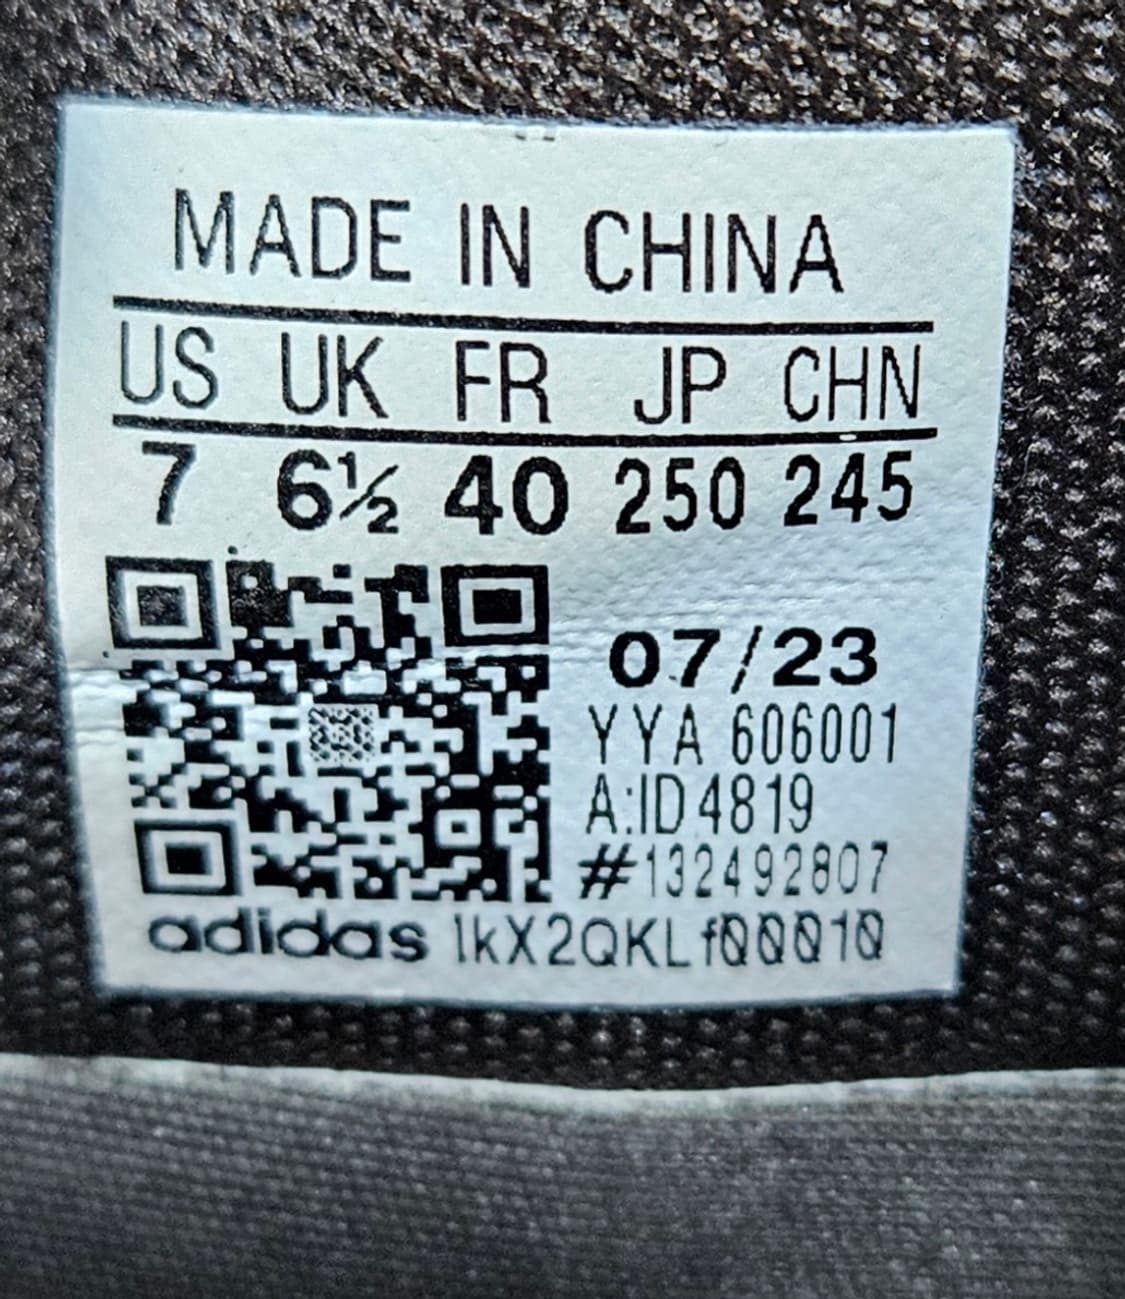 MADE IN CHINA
US UK FR JP CHN
7 6½ 40 250 245
07/23
YYA 606001
A:ID4819
#132492807
adidas 1kX2QKLf000010